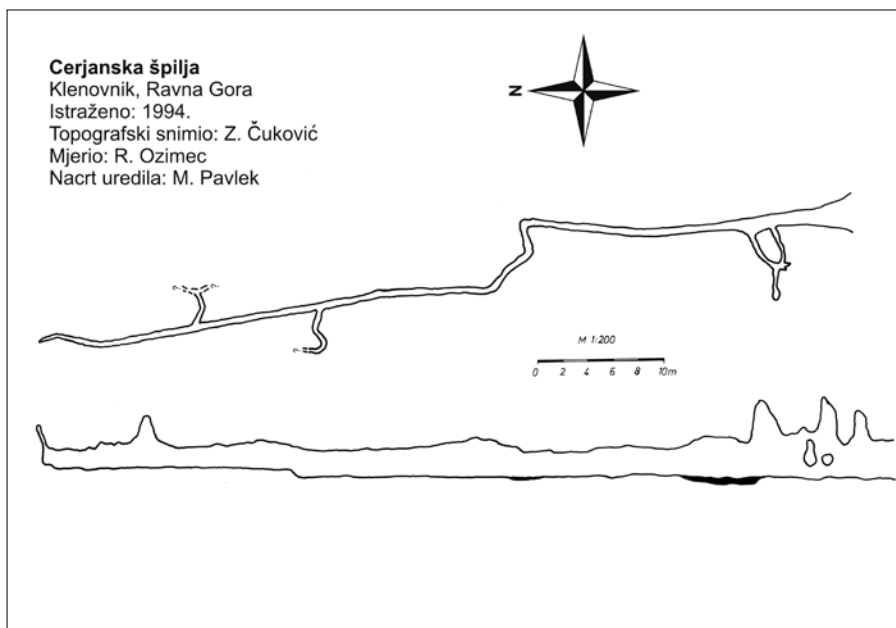 Cerjanska špilja
Klenovnik, Ravna Gora
Istraženo: 1994.
Topografski snimio: Z. Čuković
Mjerio: R. Ozimec
Nacrt uredila: M. Pavlek
N
? ?
?
M 1:200
0 2 4 6 8 10m